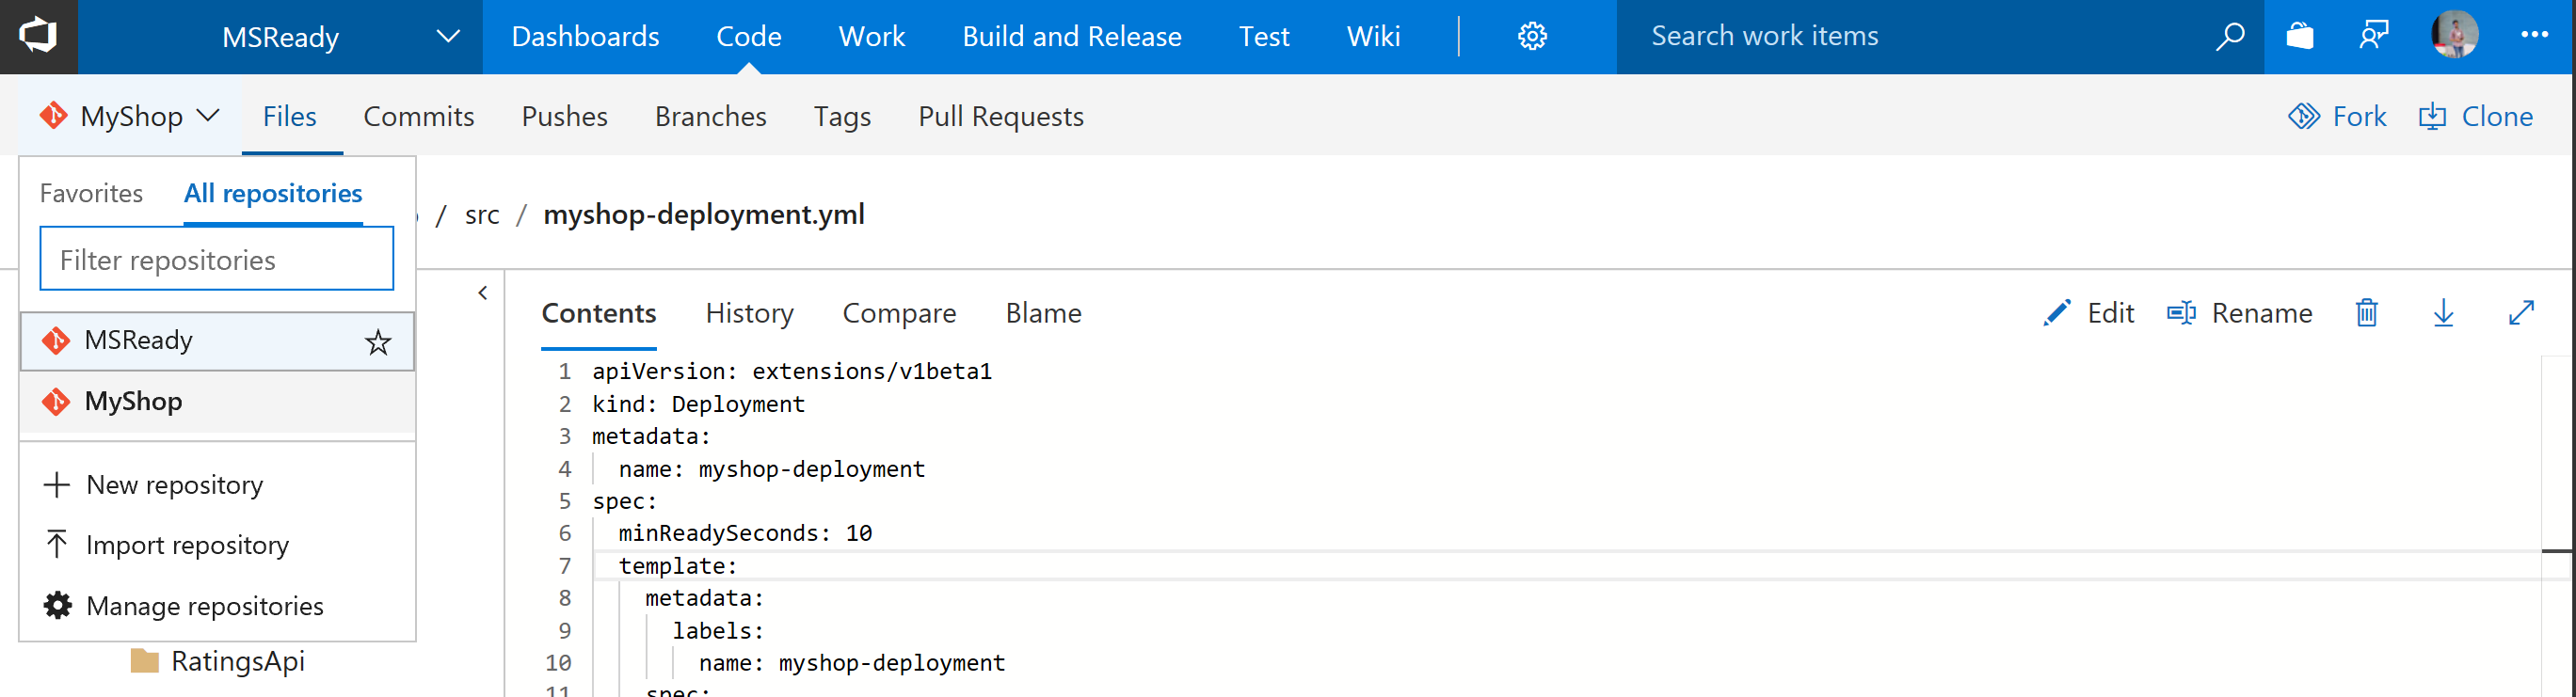 MSReady Dashboards Code Work Build and Release Test Wiki Search work items
MyShop Files Commits Pushes Branches Tags Pull Requests Fork Clone
Favorites All repositories
/ src / myshop-deployment.yml
Filter repositories
MSReady
MyShop
New repository
Import repository
Manage repositories
RatingsApi
Contents History Compare Blame Edit Rename
1 apiVersion: extensions/v1beta1
2 kind: Deployment
3 metadata:
4 name: myshop-deployment
5 spec:
6 minReadySeconds: 10
7 template:
8 metadata:
9 labels:
10 name: myshop-deployment
11 spec: